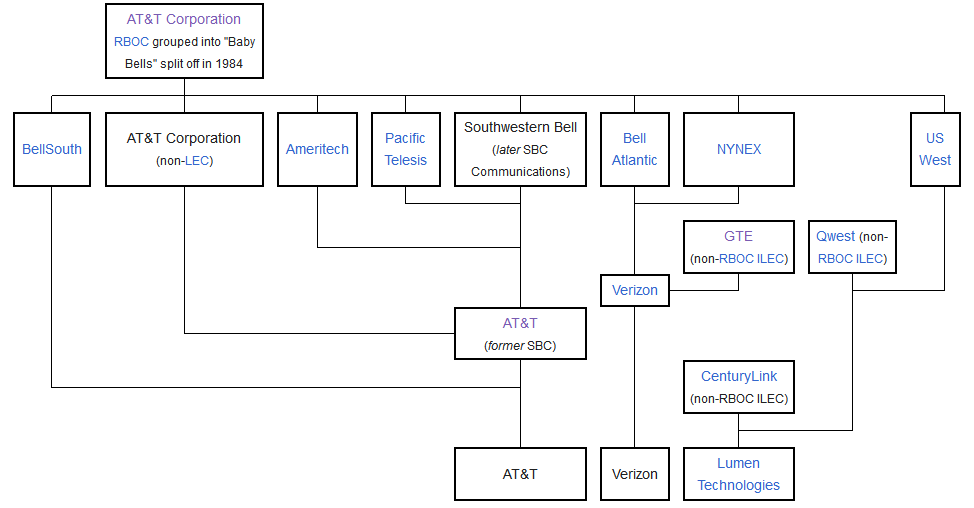 AT&T Corporation
RBOC grouped into "Baby
Bells" split off in 1984
BellSouth
AT&T Corporation
(non-LEC)
Ameritech
Pacific
Telesis
Southwestern Bell
(later SBC
Communications)
Bell
Atlantic
NYNEX
US
West
GTE
(non-RBOC ILEC)
Qwest (non-
RBOC ILEC)
Verizon
AT&T
(former SBC)
CenturyLink
(non-RBOC ILEC)
AT&T
Verizon
Lumen
Technologies